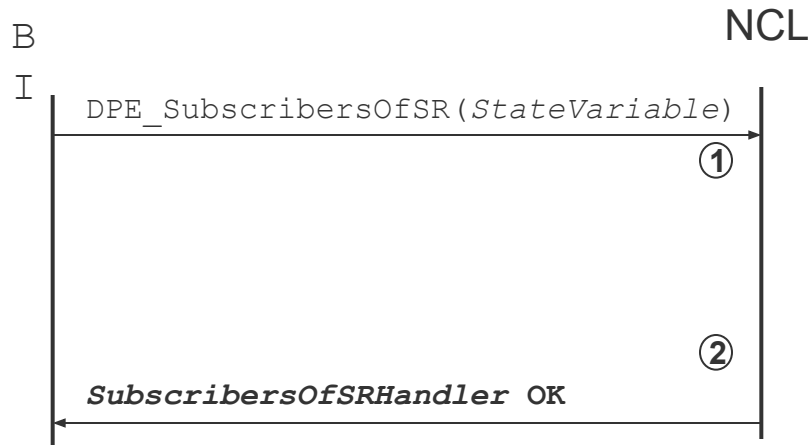 B
I
NCL
DPE_SubscribersOfSR(StateVariable)
1
2
SubscribersOfSRHandler OK